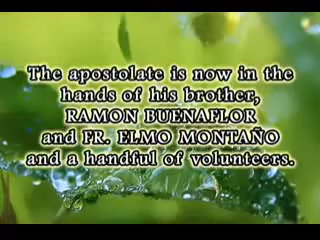 The apostolate is now in the
hands of his brother,
RAMON BUENAFLOR
and FR. ELMO MONTAÑO
and a handful of volunteers.